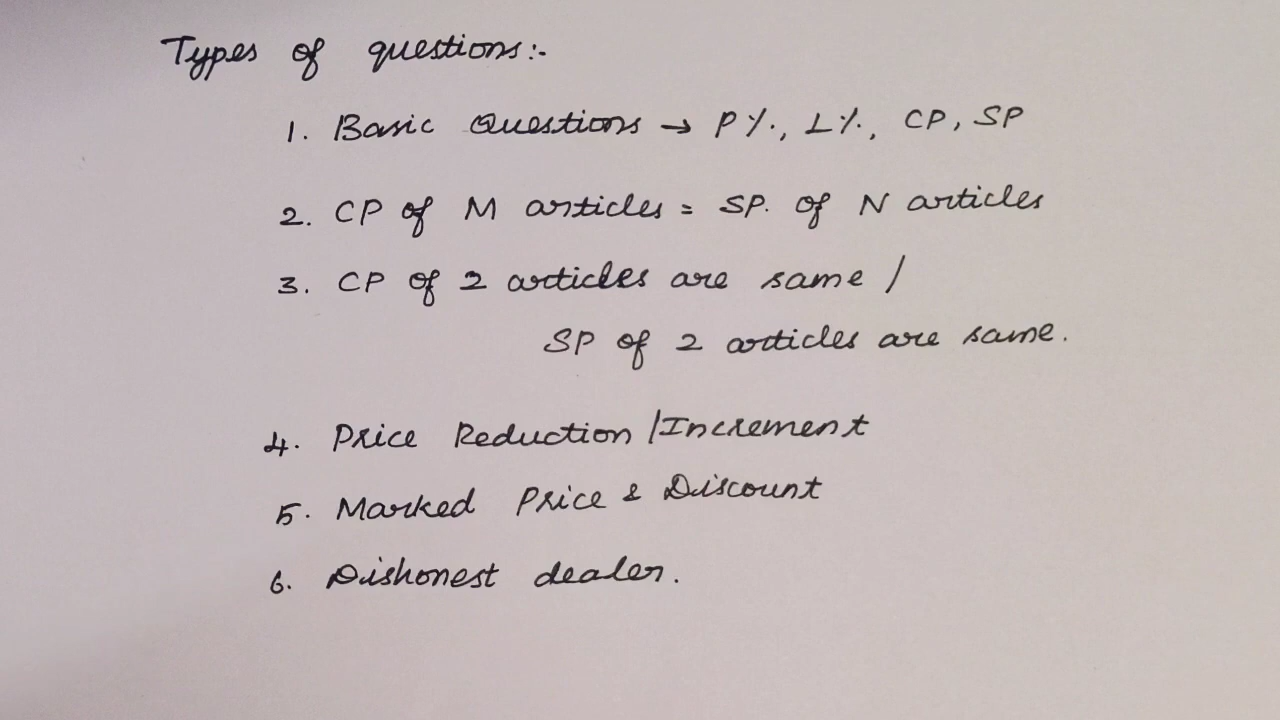 Types of questions:-
1. Basic Questions → P%, L%, CP, SP
2. CP of M articles = SP. of N articles
3. CP of 2 articles are same /
SP of 2 articles are same.
4. Price Reduction / Increment
5. Marked Price & Discount
6. Dishonest dealer.